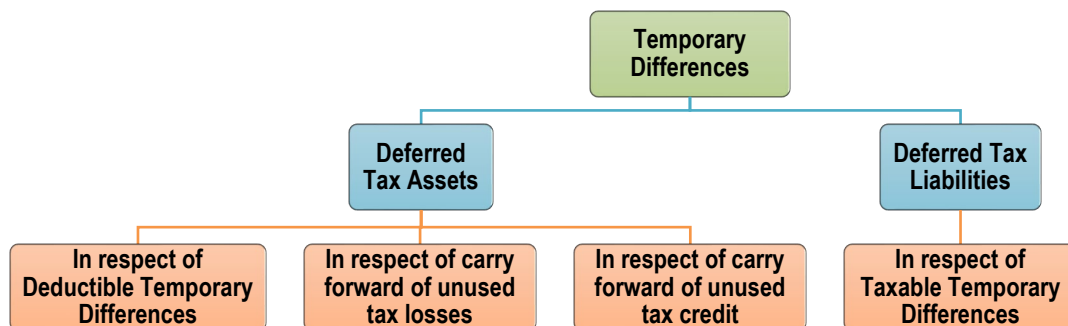 Temporary
Differences
Deferred
Tax Assets
Deferred Tax
Liabilities
In respect of
Deductible Temporary
Differences
In respect of carry
forward of unused
tax losses
In respect of carry
forward of unused
tax credit
In respect of
Taxable Temporary
Differences